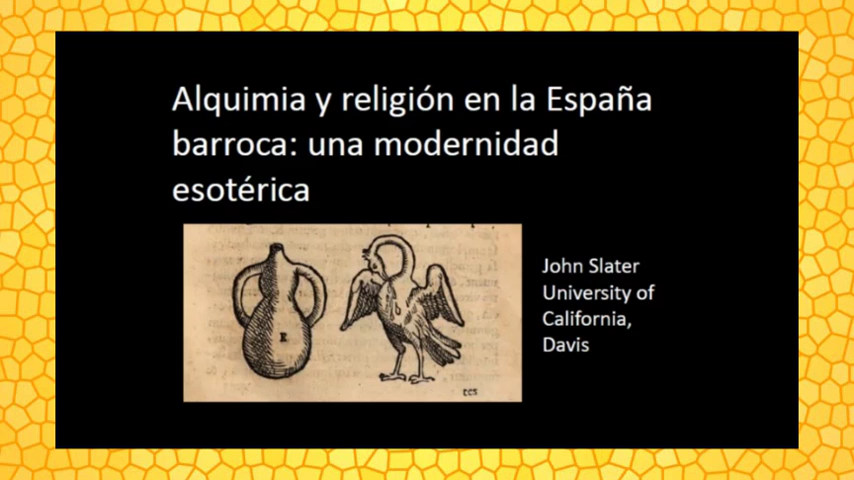 Alquimia y religión en la España
barroca: una modernidad
esotérica
John Slater
University of
California,
Davis
E